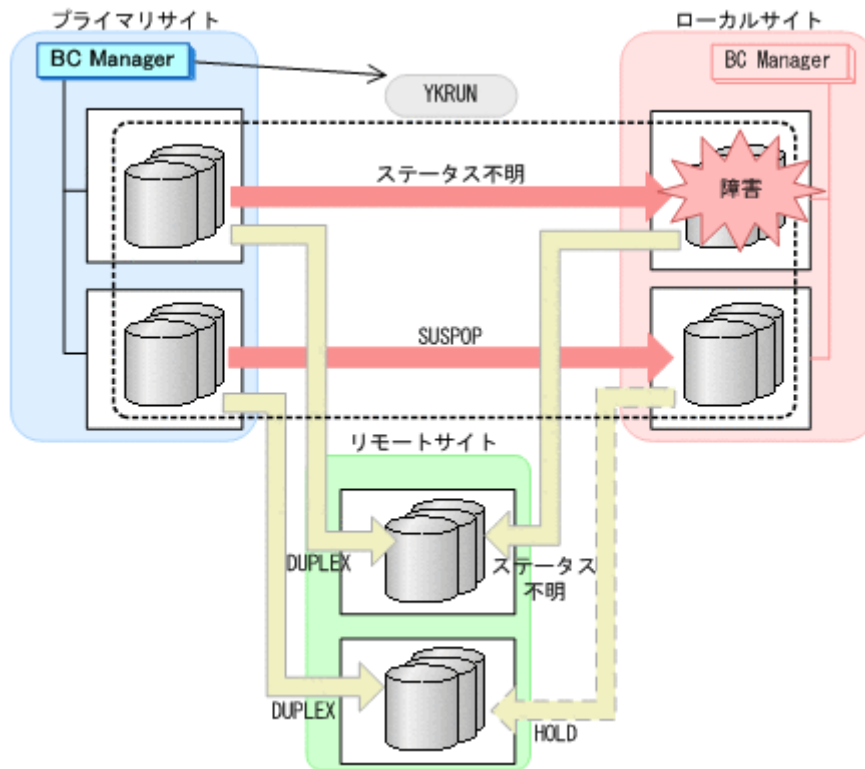 プライマリサイト
ローカルサイト
BC Manager
BC Manager
YKRUN
ステータス不明
障害
SUSPOP
リモートサイト
DUPLEX
ステータス
不明
DUPLEX
HOLD